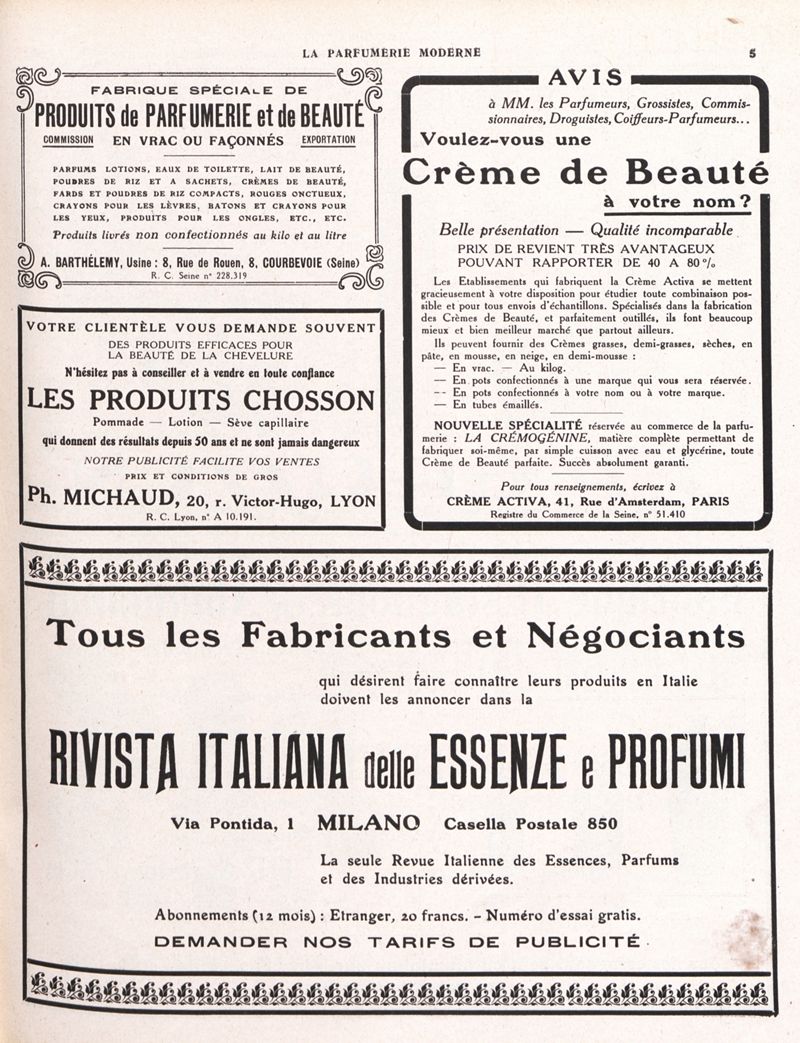 LA PARFUMERIE MODERNE
5
FABRIQUE SPÉCIALE DE
PRODUITS de PARFUMERIE et de BEAUTÉ
COMMISSION EN VRAC OU FAÇONNÉS EXPORTATION
PARFUMS LOTIONS, EAUX DE TOILETTE, LAIT DE BEAUTÉ,
POUDRES DE RIZ ET A SACHETS, CRÈMES DE BEAUTÉ,
FARDS ET POUDRES DE RIZ COMPACTS, ROUGES ONCTUEUX,
CRAYONS POUR LES LÈVRES, BATONS ET CRAYONS POUR
LES YEUX, PRODUITS POUR LES ONGLES, ETC., ETC.
Produits livrés non confectionnés au kilo et au litre
A. BARTHÉLEMY, Usine : 8, Rue de Rouen, 8, COURBEVOIE (Seine)
R. C. Seine n° 228.319
VOTRE CLIENTÈLE VOUS DEMANDE SOUVENT
DES PRODUITS EFFICACES POUR
LA BEAUTÉ DE LA CHEVELURE
N'hésitez pas à conseiller et à vendre en toute confiance
LES PRODUITS CHOSSON
Pommade — Lotion — Sève capillaire
qui donnent des résultats depuis 50 ans et ne sont jamais dangereux
NOTRE PUBLICITÉ FACILITE VOS VENTES
PRIX ET CONDITIONS DE GROS
Ph. MICHAUD, 20, r. Victor-Hugo, LYON
R. C. Lyon, n° A 10.191.
AVIS
à MM. les Parfumeurs, Grossistes, Commis-
sionnaires, Droguistes, Coiffeurs-Parfumeurs...
Voulez-vous une
Crème de Beauté
à votre nom ?
Belle présentation — Qualité incomparable
PRIX DE REVIENT TRÈS AVANTAGEUX
POUVANT RAPPORTER DE 40 A 80 %
Les Etablissements qui fabriquent la Crème Activa se mettent
gracieusement à votre disposition pour étudier toute combinaison pos-
sible et pour tous envois d'échantillons. Spécialisés dans la fabrication
des Crèmes de Beauté, et parfaitement outillés, ils font beaucoup
mieux et bien meilleur marché que partout ailleurs.
Ils peuvent fournir des Crèmes grasses, demi-grasses, sèches, en
pâte, en mousse, en neige, en demi-mousse :
— En vrac. — Au kilog.
— En pots confectionnés à une marque qui vous sera réservée.
-- En pots confectionnés à votre nom ou à votre marque.
— En tubes émaillés.
NOUVELLE SPÉCIALITÉ réservée au commerce de la parfu-
merie : LA CRÉMOGÉNINE, matière complète permettant de
fabriquer soi-même, par simple cuisson avec eau et glycérine, toute
Crème de Beauté parfaite. Succès absolument garanti.
Pour tous renseignements, écrivez à
CRÈME ACTIVA, 41, Rue d'Amsterdam, PARIS
Registre du Commerce de la Seine, n° 51.410
Tous les Fabricants et Négociants
qui désirent faire connaître leurs produits en Italie
doivent les annoncer dans la
RIVISTA ITALIANA delle ESSENZE e PROFUMI
Via Pontida, 1 MILANO Casella Postale 850
La seule Revue Italienne des Essences, Parfums
et des Industries dérivées.
Abonnements (12 mois) : Etranger, 20 francs. - Numéro d'essai gratis.
DEMANDER NOS TARIFS DE PUBLICITÉ